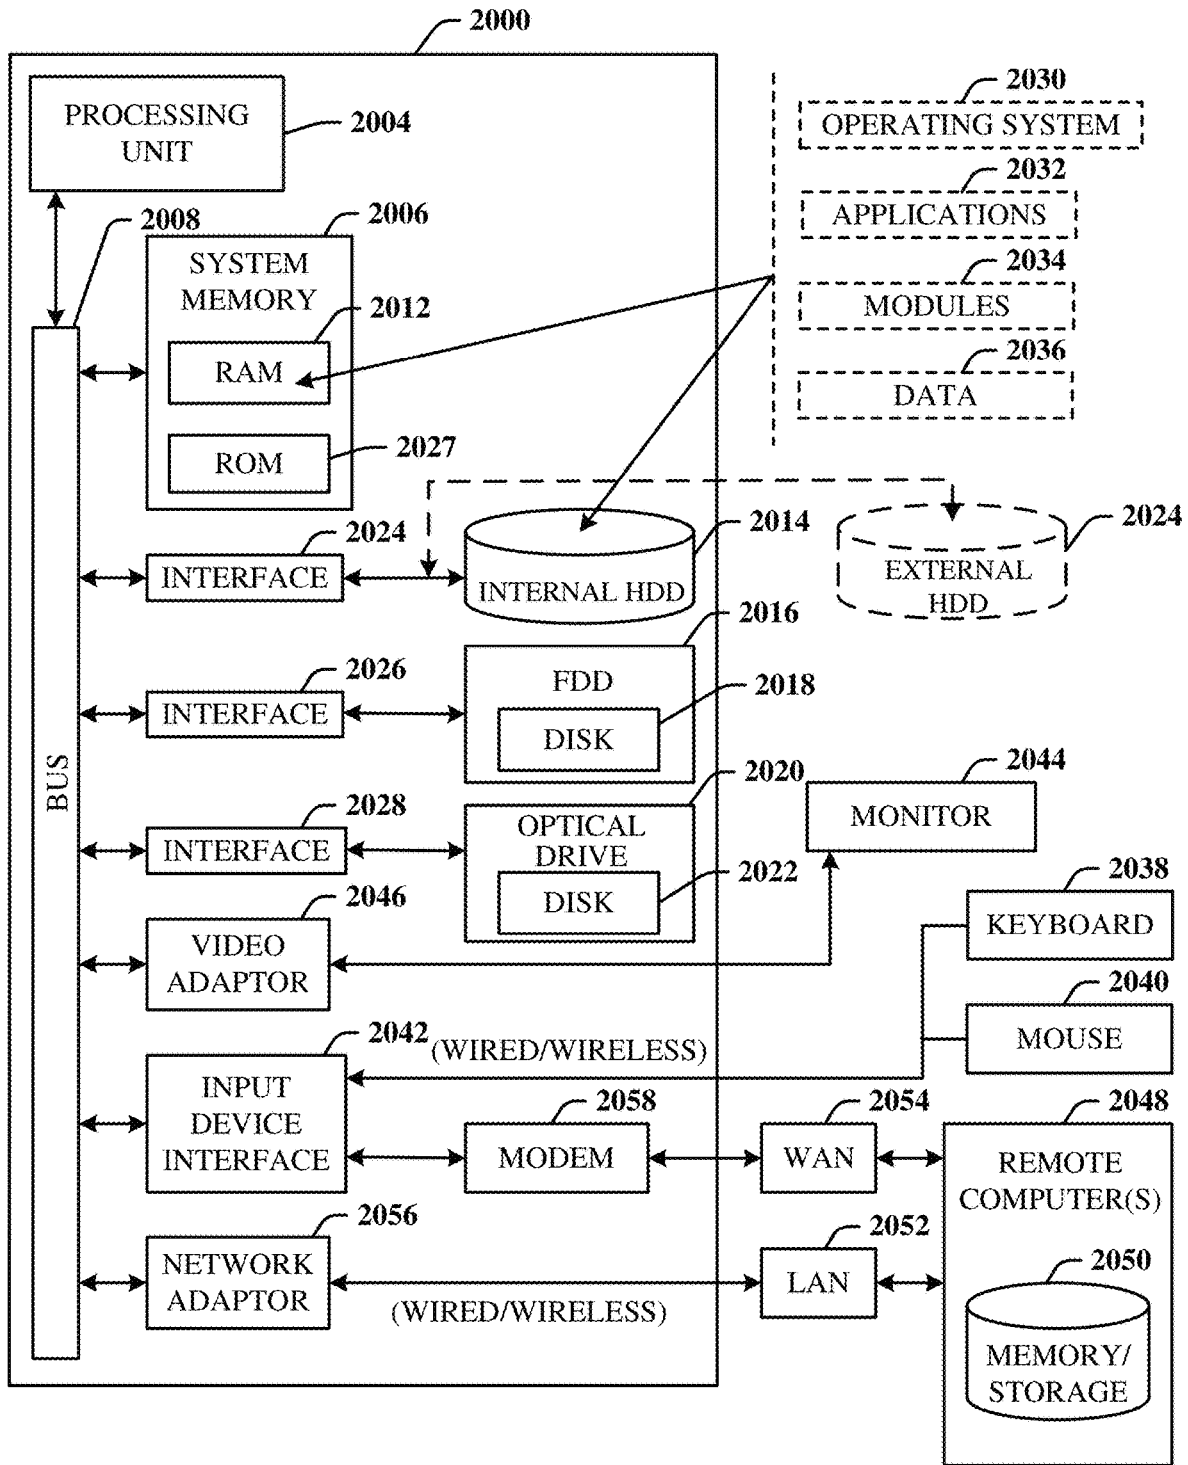 2000
PROCESSING
UNIT
2004
2008
2006
SYSTEM
MEMORY
2012
RAM
ROM
2027
2030
OPERATING SYSTEM
2032
APPLICATIONS
2034
MODULES
2036
DATA
2024
INTERFACE
2014
INTERNAL HDD
2024
EXTERNAL
HDD
2016
2026
INTERFACE
FDD
2018
DISK
BUS
2020
2044
MONITOR
2028
INTERFACE
OPTICAL
DRIVE
2022
DISK
2046
VIDEO
ADAPTOR
2038
KEYBOARD
2040
MOUSE
2042
(WIRED/WIRELESS)
INPUT
DEVICE
INTERFACE
2058
MODEM
2054
WAN
2048
REMOTE
COMPUTER(S)
2056
NETWORK
ADAPTOR
(WIRED/WIRELESS)
2052
LAN
2050
MEMORY/
STORAGE